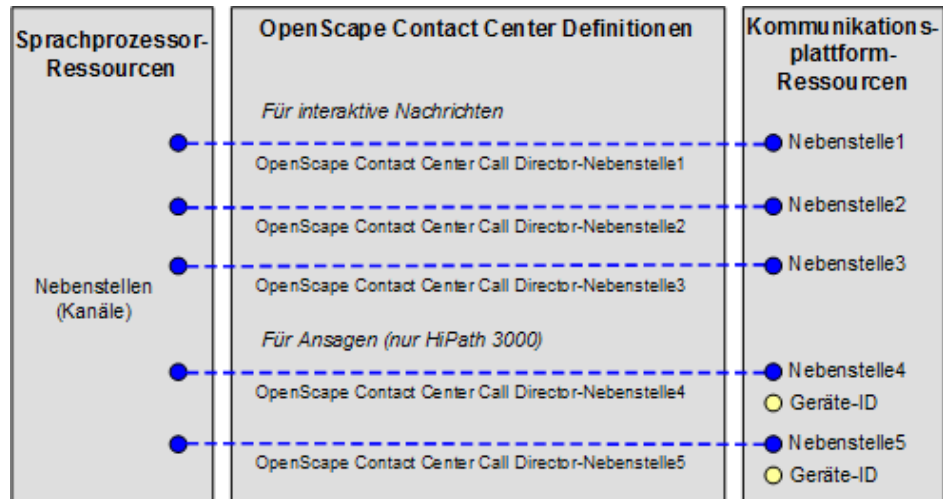 Sprachprozessor-
Ressourcen
Nebenstellen
(Kanäle)
OpenScape Contact Center Definitionen
Für interaktive Nachrichten
OpenScape Contact Center Call Director-Nebenstelle1
OpenScape Contact Center Call Director-Nebenstelle2
OpenScape Contact Center Call Director-Nebenstelle3
Für Ansagen (nur HiPath 3000)
OpenScape Contact Center Call Director-Nebenstelle4
OpenScape Contact Center Call Director-Nebenstelle5
Kommunikations-
plattform-
Ressourcen
Nebenstelle1
Nebenstelle2
Nebenstelle3
Nebenstelle4
Geräte-ID
Nebenstelle5
Geräte-ID